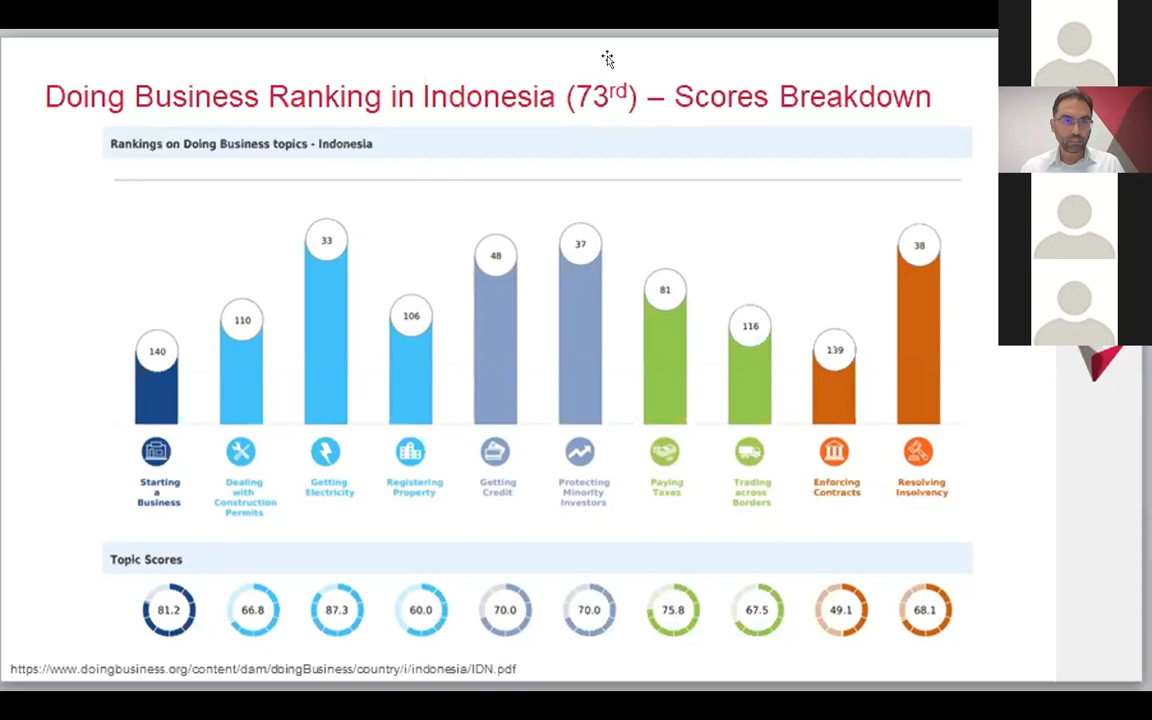 Doing Business Ranking in Indonesia (73rd) – Scores Breakdown
Rankings on Doing Business topics - Indonesia
33
37
38
48
81
106
110
116
139
140
Starting
a
Business
Dealing
with
Construction
Permits
Getting
Electricity
Registering
Property
Getting
Credit
Protecting
Minority
Investors
Paying
Taxes
Trading
across
Borders
Enforcing
Contracts
Resolving
Insolvency
Topic Scores
81.2 66.8 87.3 60.0 70.0 70.0 75.8 67.5 49.1 68.1
https://www.doingbusiness.org/content/dam/doingBusiness/country/i/indonesia/IDN.pdf